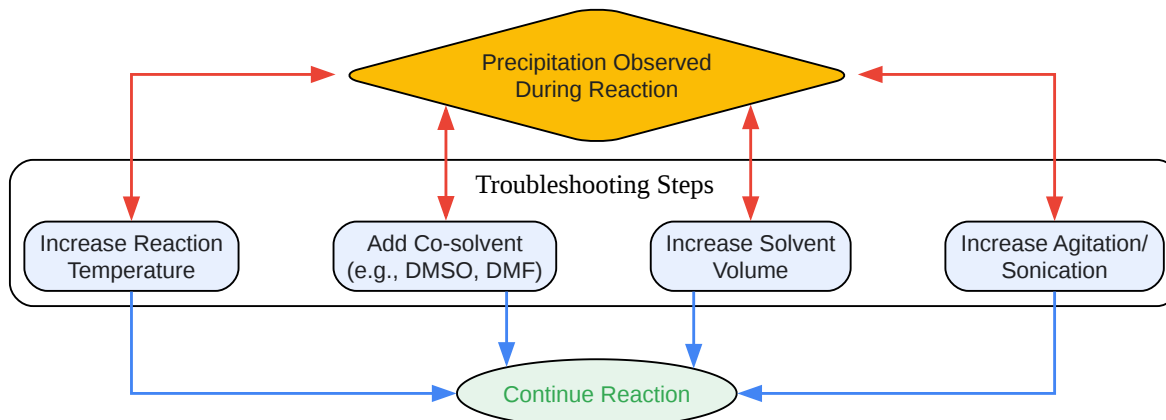 Precipitation Observed
During Reaction
Troubleshooting Steps
Increase Reaction
Temperature
Add Co-solvent
(e.g., DMSO, DMF)
Increase Solvent
Volume
Increase Agitation/
Sonication
Continue Reaction